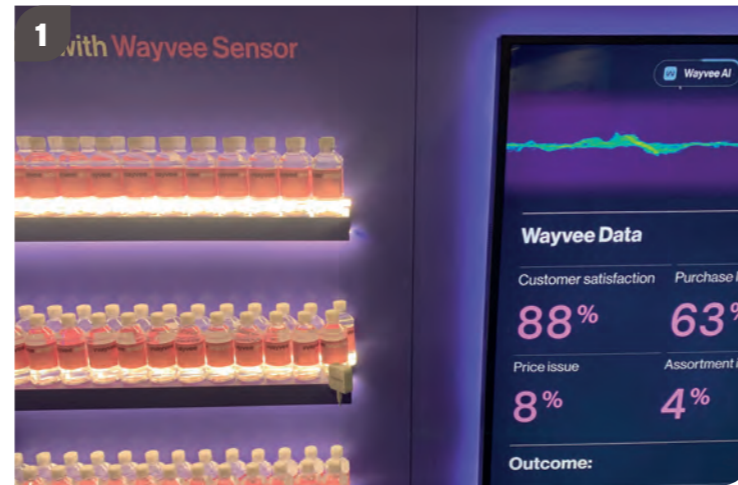 1
with Wayvee Sensor
Wayvee AI
Wayvee Data
Customer satisfaction Purchase
88% 63%
Price issue Assortment
8% 4%
Outcome: